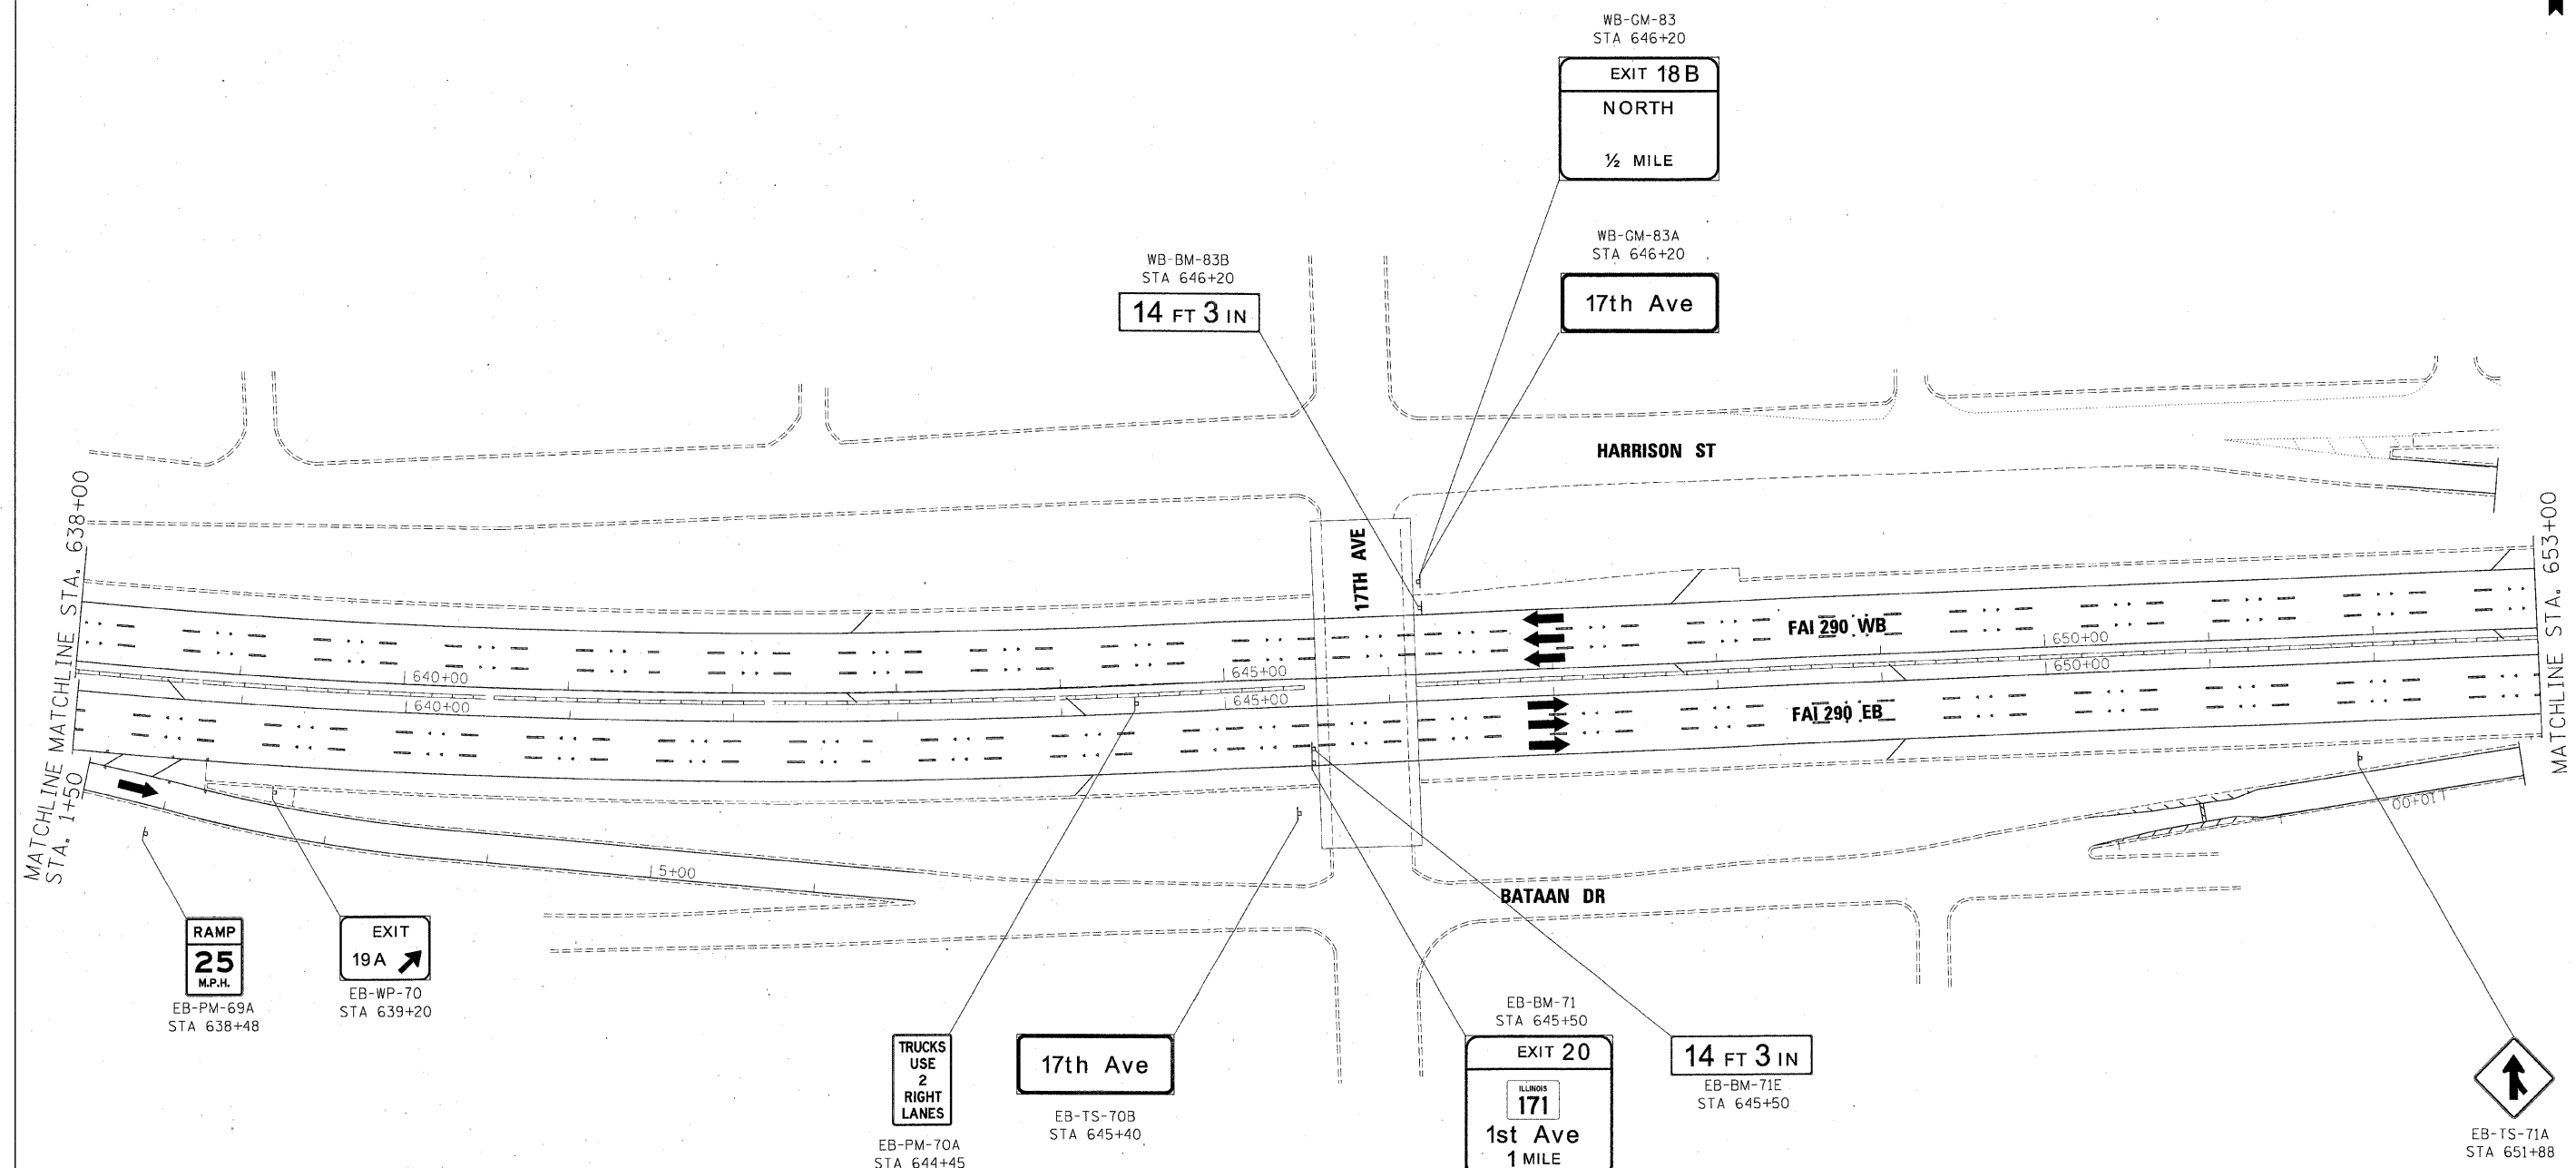 WB-GM-83
STA 646+20
EXIT 18B
NORTH
½ MILE
WB-GM-83A
STA 646+20
17th Ave
WB-BM-83B
STA 646+20
14 FT 3 IN
HARRISON ST
MATCHLINE STA. 638+00
MATCHLINE STA. 653+00
17TH AVE
FAI 290 WB
650+00
640+00
645+00
650+00
640+00
645+00
FAI 290 EB
MATCHLINE
STA. 1+50
10+00
5+00
BATAAN DR
RAMP
25
M.P.H.
EB-PM-69A
STA 638+48
EXIT
19A
EB-WP-70
STA 639+20
TRUCKS
USE
2
RIGHT
LANES
EB-PM-70A
STA 644+45
17th Ave
EB-TS-70B
STA 645+40
EB-BM-71
STA 645+50
EXIT 20
ILLINOIS
171
1st Ave
1 MILE
14 FT 3 IN
EB-BM-71E
STA 645+50
EB-TS-71A
STA 651+88